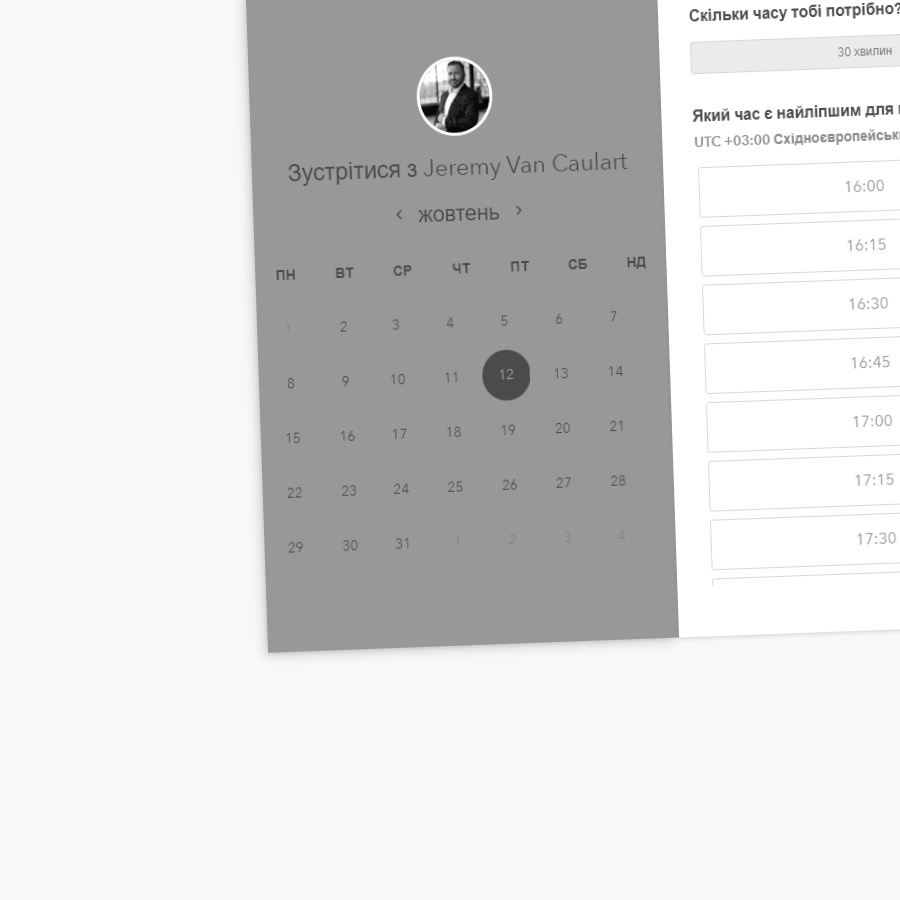 Зустрітися з Jeremy Van Caulart
‹ жовтень ›
ПН ВТ СР ЧТ ПТ СБ НД
1 2 3 4 5 6 7
8 9 10 11 12 13 14
15 16 17 18 19 20 21
22 23 24 25 26 27 28
29 30 31 1 2 3 4
Скільки часу тобі потрібно?
30 хвилин
Який час є найліпшим для
UTC +03:00
16:00
16:15
16:30
16:45
17:00
17:15
17:30